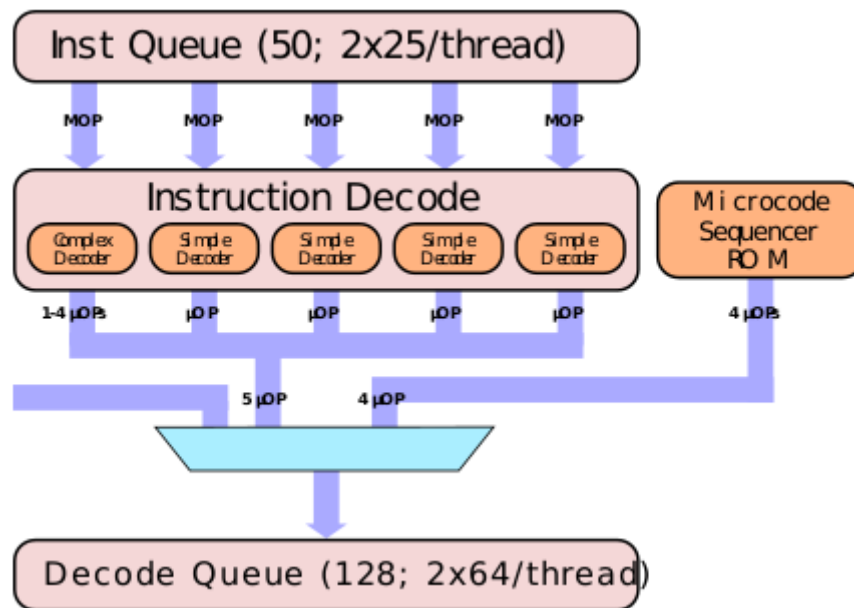 Inst Queue (50; 2x25/thread)
MOP MOP MOP MOP MOP
Instruction Decode
Complex Decoder
Simple Decoder
Simple Decoder
Simple Decoder
Simple Decoder
Microcode
Sequencer
ROM
1-4 µOPs µOP µOP µOP µOP 4 µOPs
5 µOP 4 µOP
Decode Queue (128; 2x64/thread)